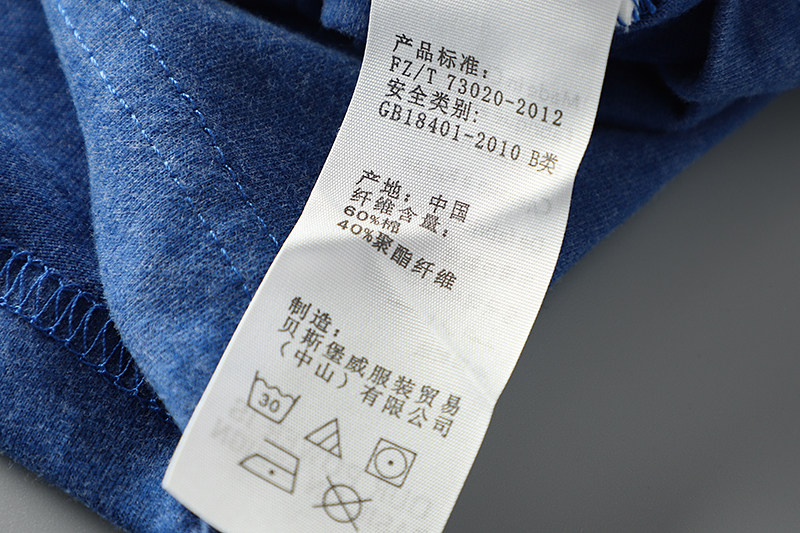 产品标准：
FZ/T 73020-2012
安全类别：
GB18401-2010 B类
产地：中国
纤维含量：
60%棉
40%聚酯纤维
制造：
贝斯堡威服装贸易
（中山）有限公司
30